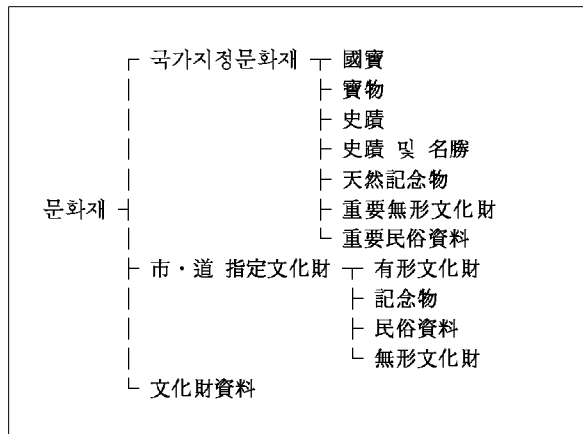 국가지정문화재 國寶
寶物
史蹟
史蹟 및 名勝
天然記念物
문화재 重要無形文化財
重要民俗資料
市·道 指定文化財 有形文化財
記念物
民俗資料
無形文化財
文化財資料